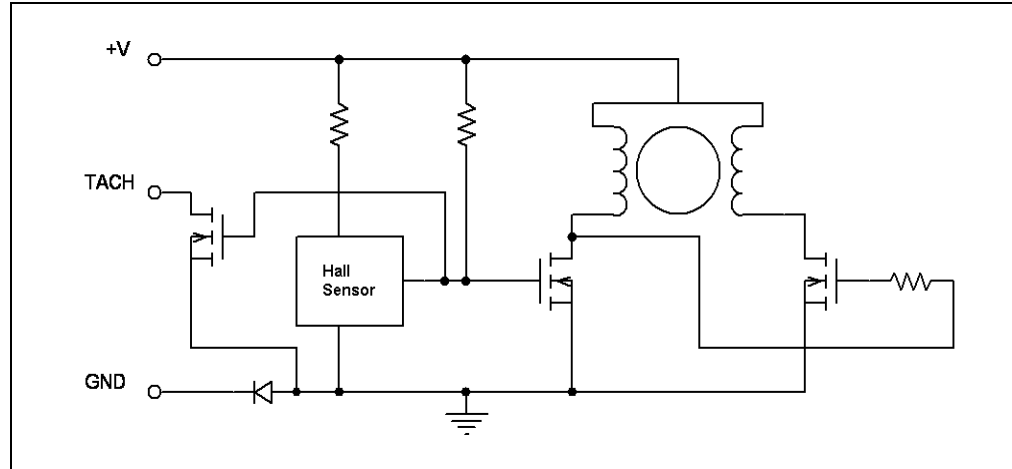 +V
TACH
Hall
Sensor
GND